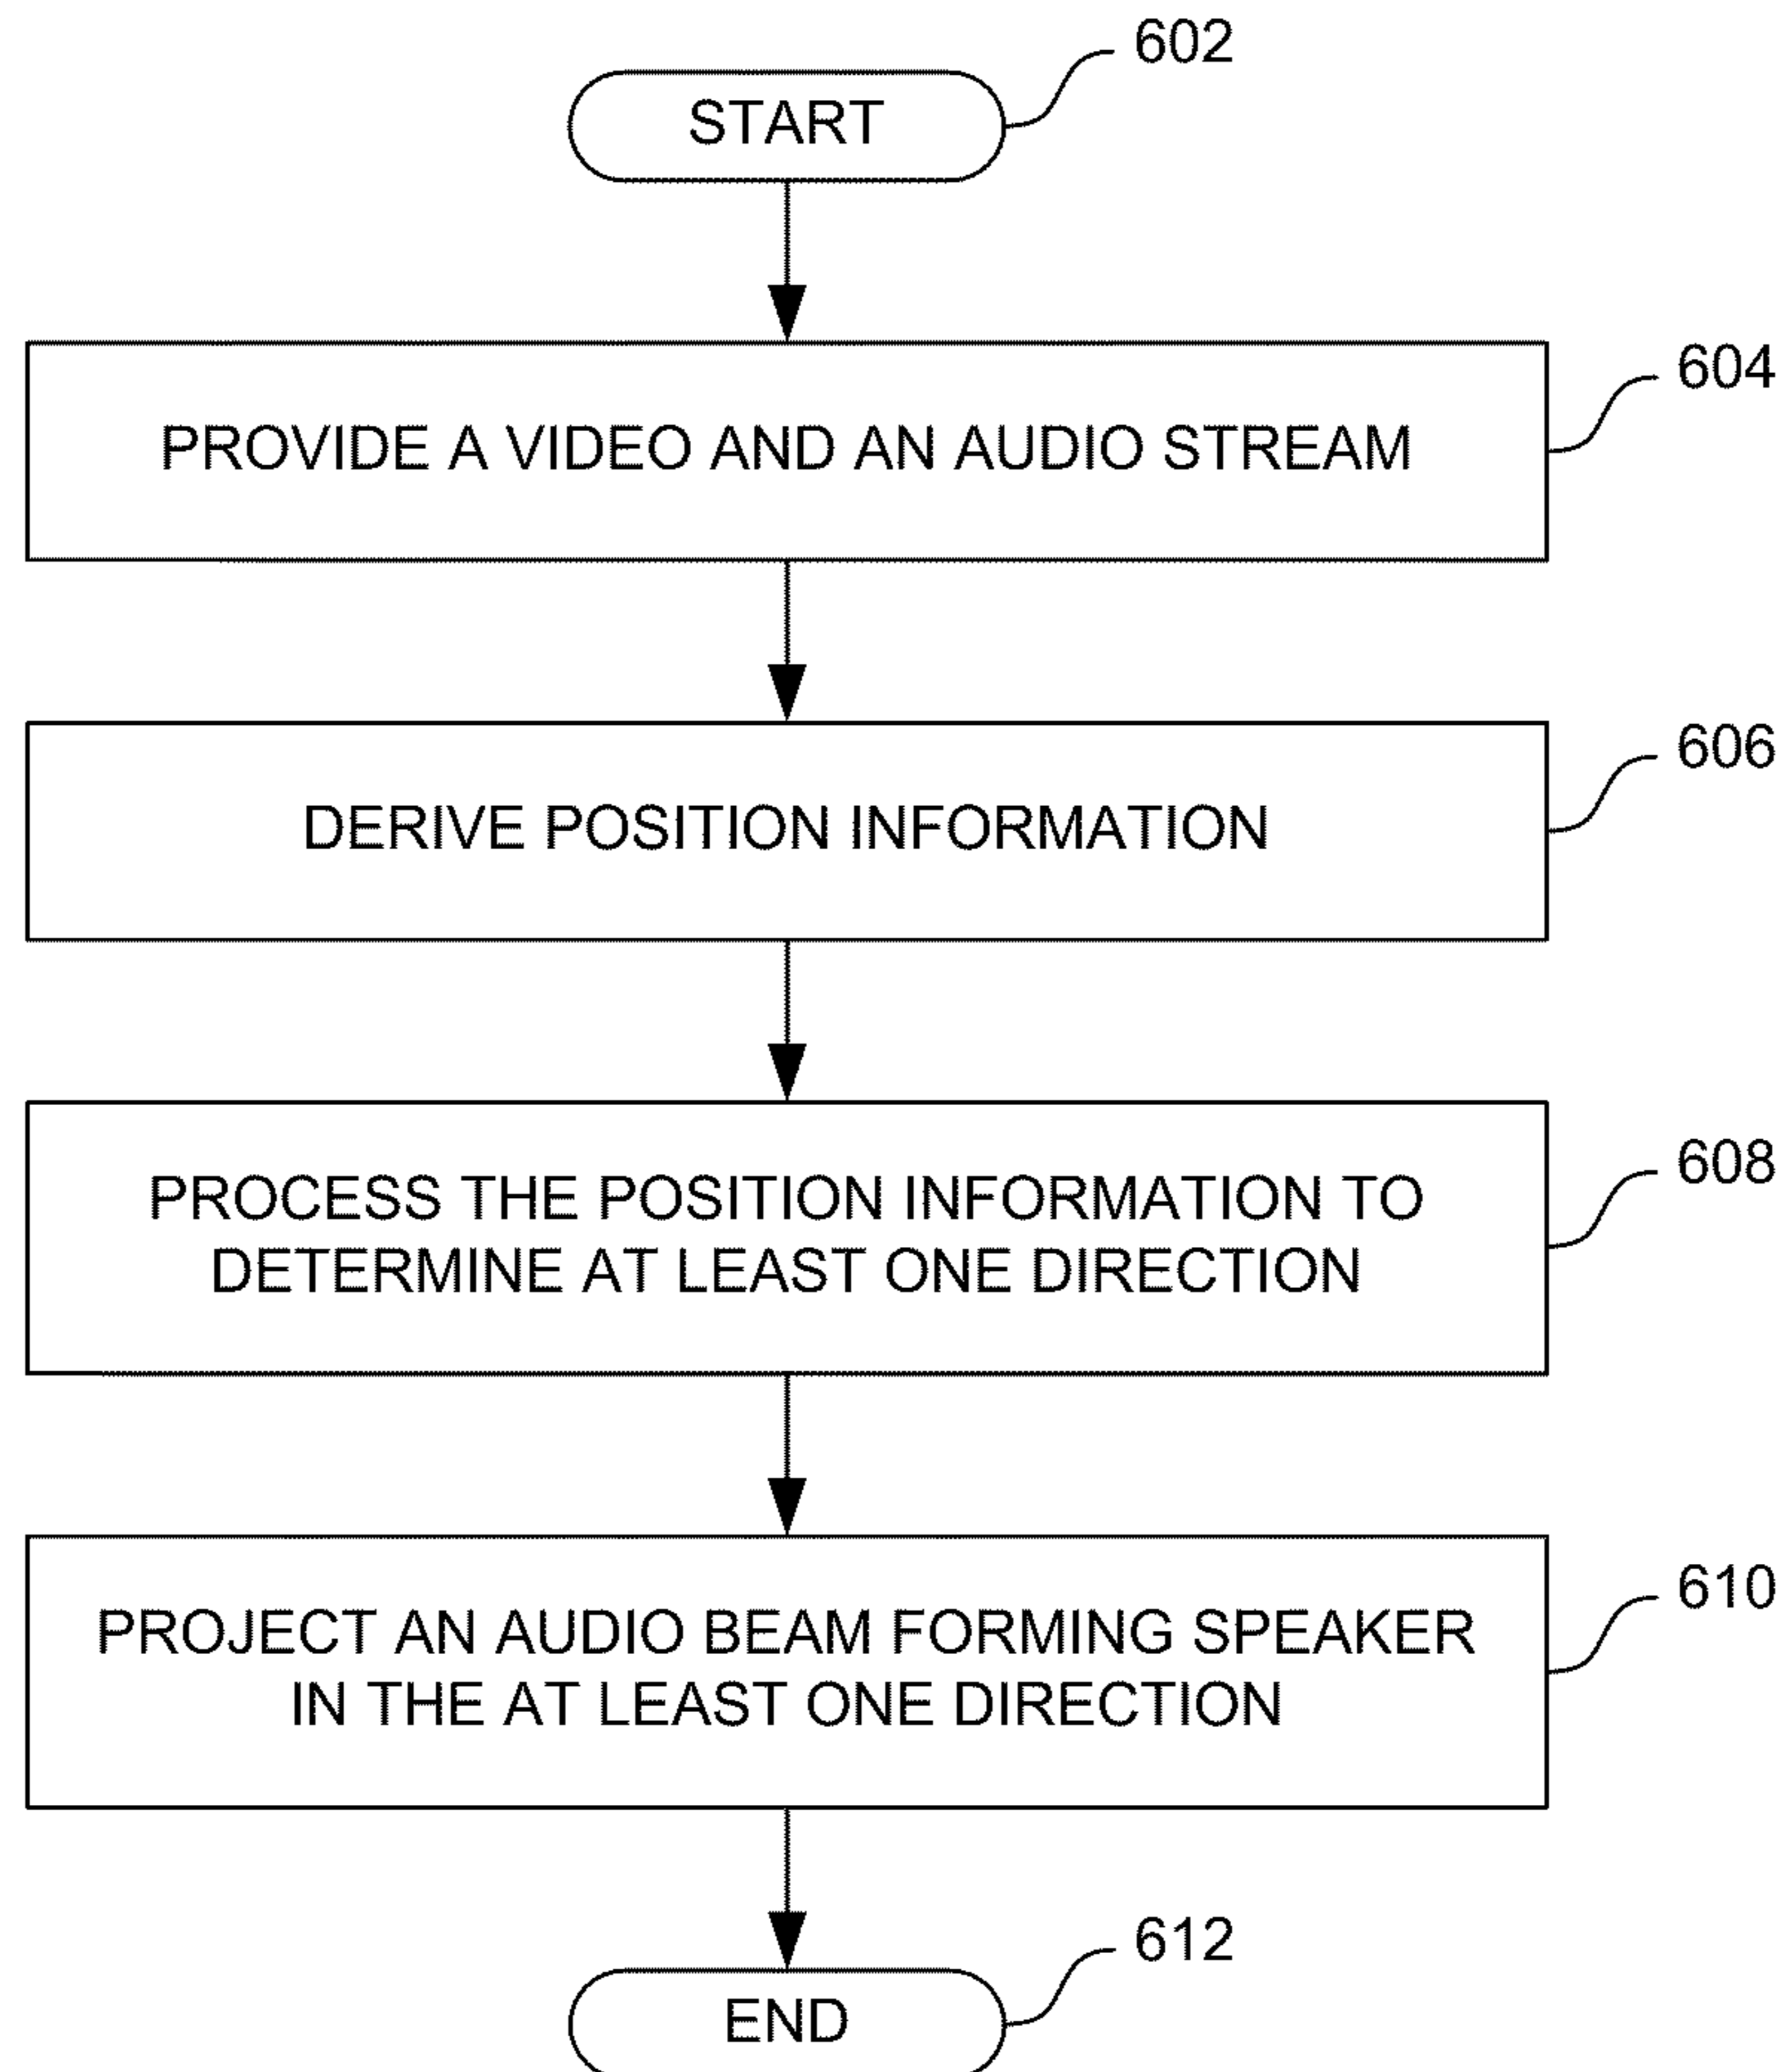 602
START
604
PROVIDE A VIDEO AND AN AUDIO STREAM
606
DERIVE POSITION INFORMATION
608
PROCESS THE POSITION INFORMATION TO
DETERMINE AT LEAST ONE DIRECTION
610
PROJECT AN AUDIO BEAM FORMING SPEAKER
IN THE AT LEAST ONE DIRECTION
612
END